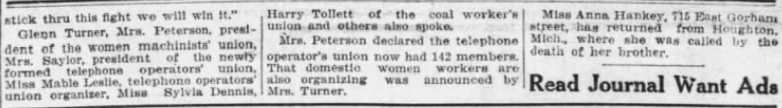 stick thru this fight we will win it."
Glenn Turner, Mrs. Peterson, presi-
dent of the women machinists' union,
Mrs. Saylor, president of the newly
formed telephone operators' union,
Miss Mable Leslie, telephone operators'
union organizer, Miss Sylvia Dennis,
Harry Tollett of the coal worker's
union and others also spoke.
Mrs. Peterson declared the telephone
operator's union now had 142 members.
That domestic women workers are
also organizing was announced by
Mrs. Turner.
Miss Anna Hankey, 715 East Gorham
street, has returned from Houghton,
Mich., where she was called by the
death of her brother.
Read Journal Want Ads